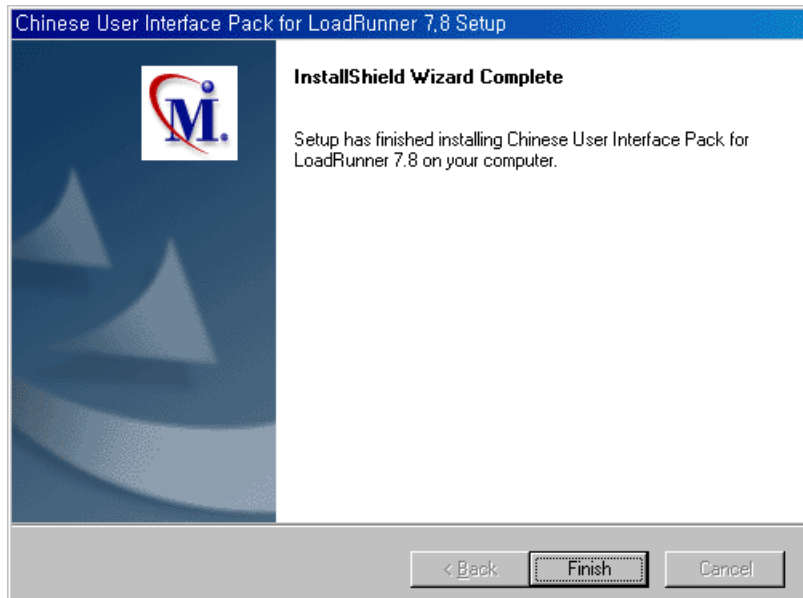 Chinese User Interface Pack for LoadRunner 7.8 Setup
M.
InstallShield Wizard Complete
Setup has finished installing Chinese User Interface Pack for
LoadRunner 7.8 on your computer.
< Back
Finish
Cancel